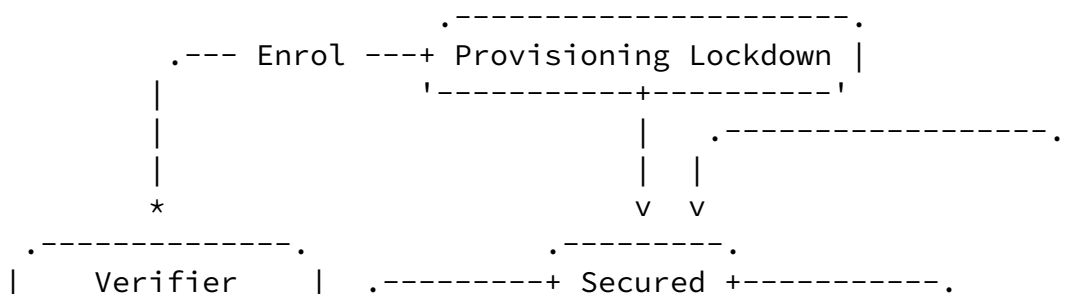 .-----------------------.
.--- Enrol ---+ Provisioning Lockdown |
| '-----------+----------'
| | .------------------.
| | |
* v v
.--------------. .---------.
| Verifier | .---------+ Secured +-----------.